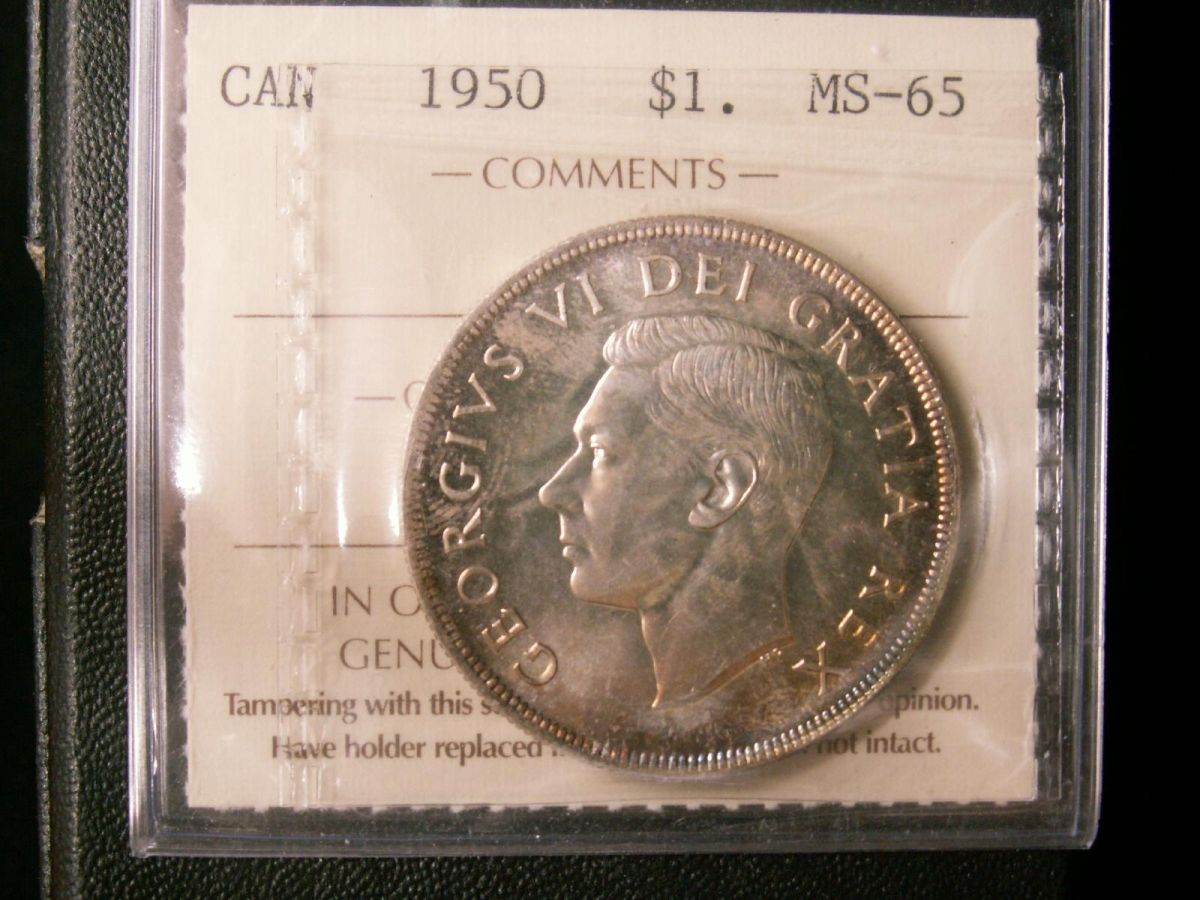 CAN 1950 $1. MS-65
— COMMENTS —
GEORGIVS VI DEI GRATIA REX
IN
GENU
Tampering with this opinion.
Have holder replaced not intact.